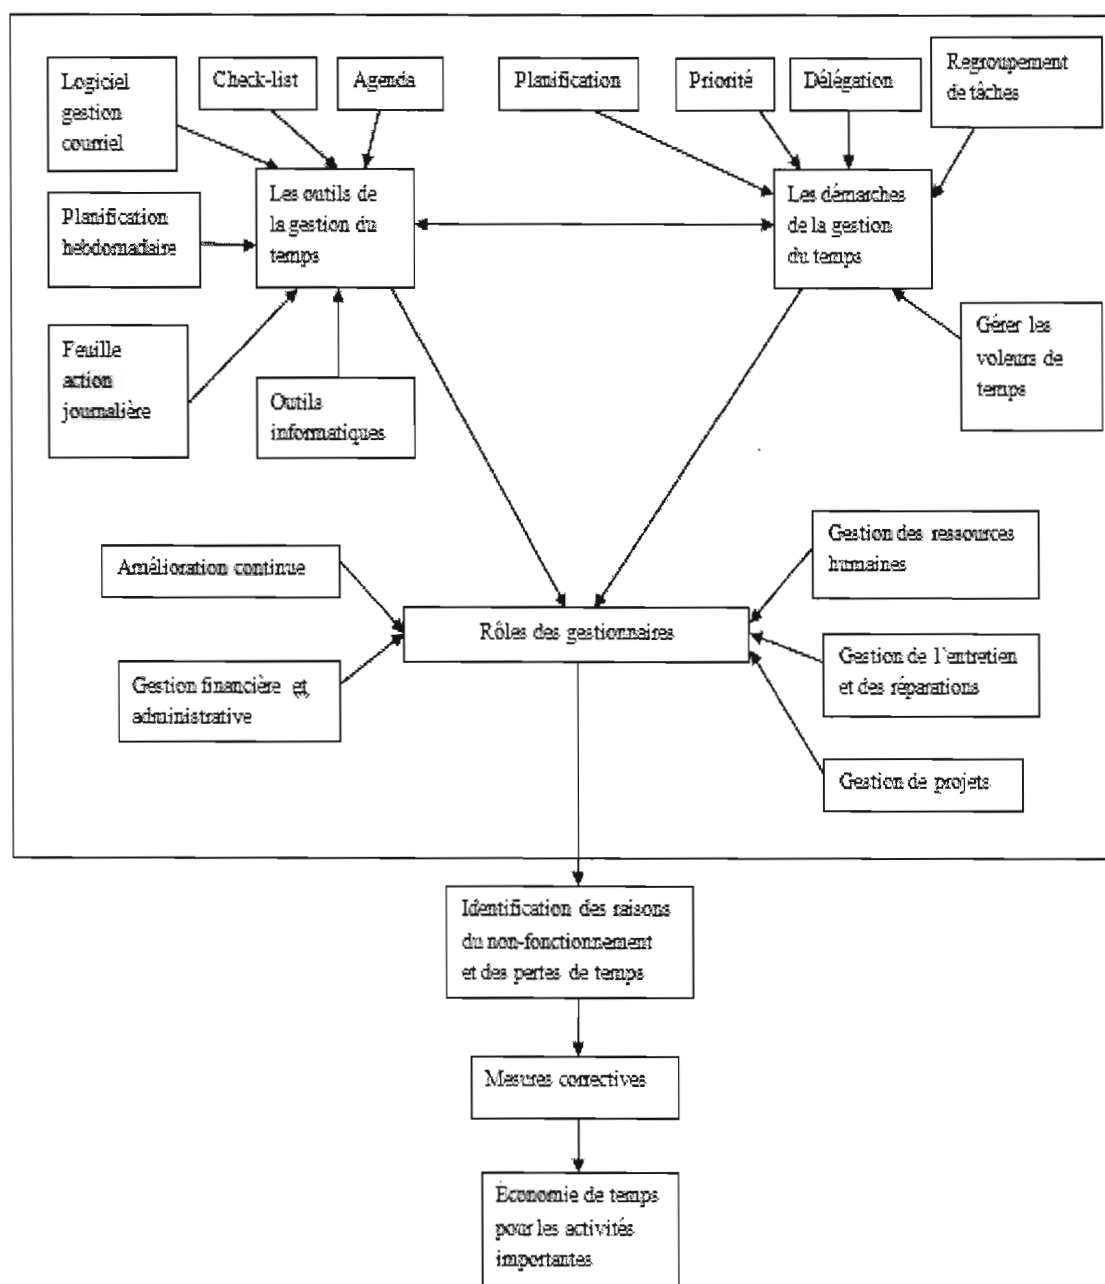 Logiciel
gestion
courriel
Check-list
Agenda
Planification
Priorité
Délégation
Regroupement
de tâches
Planification
hebdomadaire
Les outils de
la gestion du
temps
Les démarches
de la gestion
du temps
Feuille
action
journalière
Outils
informatiques
Gérer les
voleurs de
temps
Amélioration continue
Gestion des ressources
humaines
Rôles des gestionnaires
Gestion financière et
administrative
Gestion de l'entretien
et des réparations
Gestion de projets
Identification des raisons
du non-fonctionnement
et des pertes de temps
Mesures correctives
Économie de temps
pour les activités
importantes